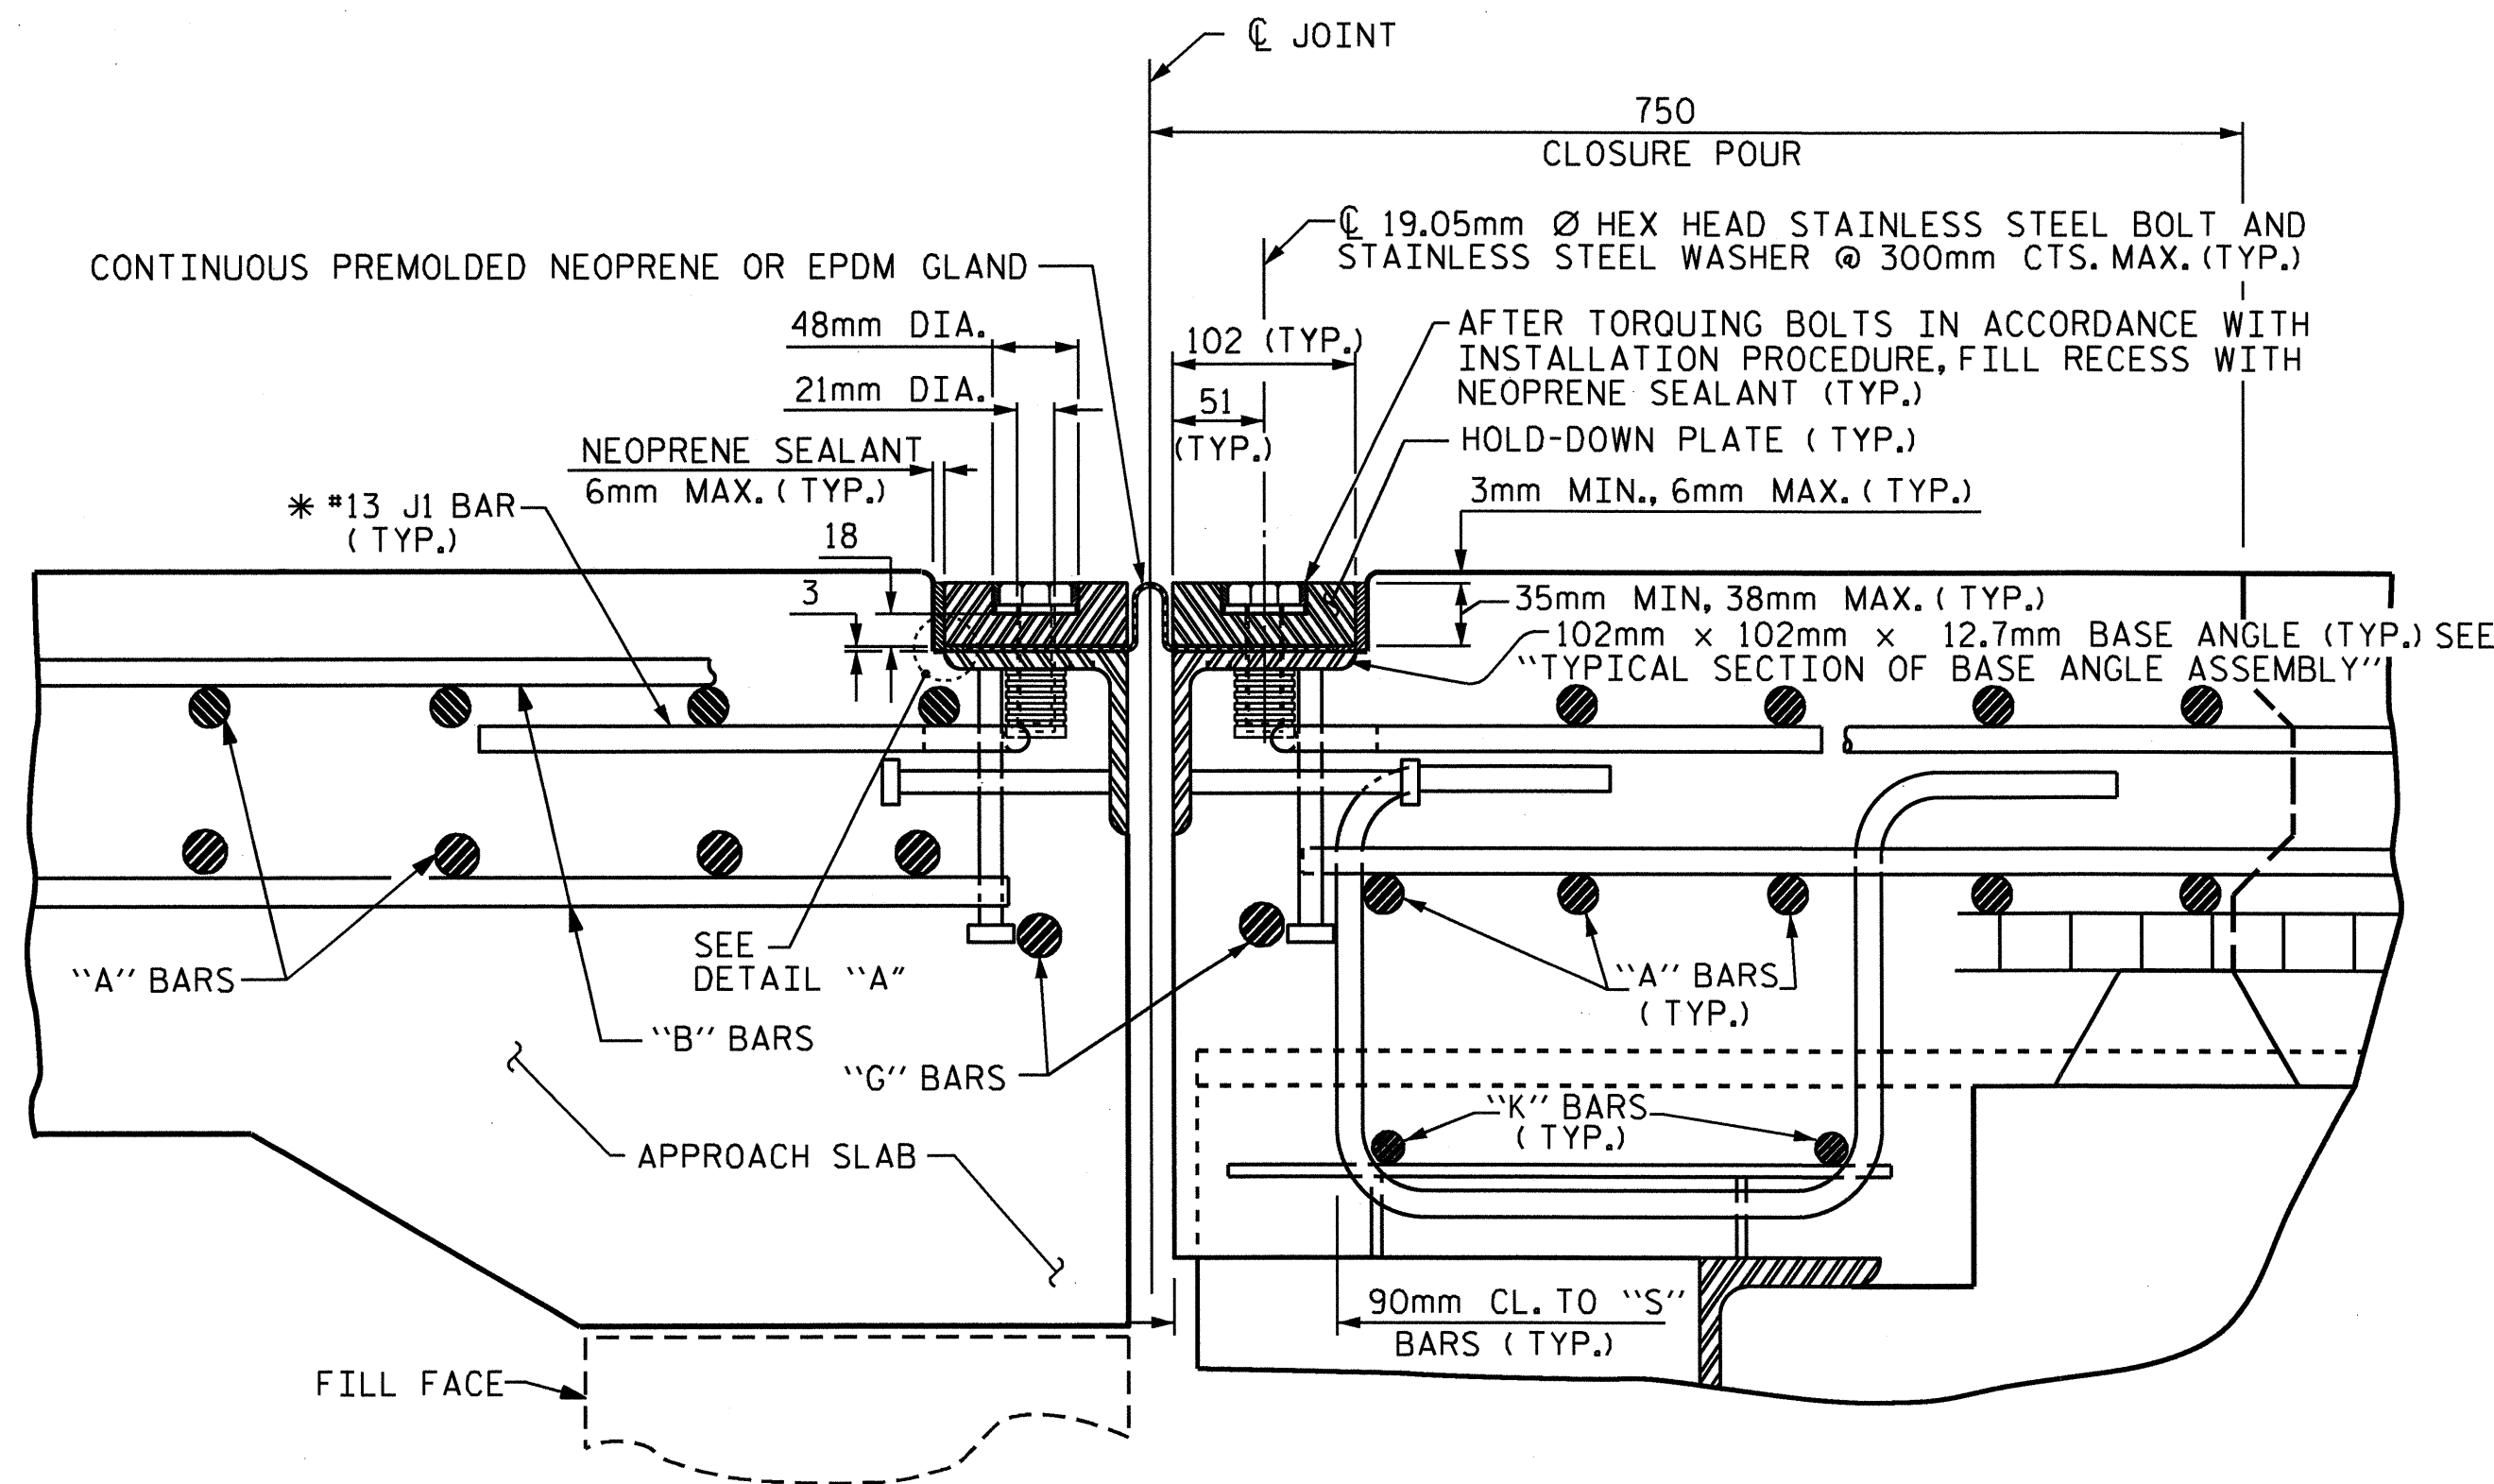 ℄ JOINT
750
CLOSURE POUR
℄ 19.05mm Ø HEX HEAD STAINLESS STEEL BOLT AND
STAINLESS STEEL WASHER @ 300mm CTS. MAX. (TYP.)
CONTINUOUS PREMOLDED NEOPRENE OR EPDM GLAND
48mm DIA.
102 (TYP.)
AFTER TORQUING BOLTS IN ACCORDANCE WITH
INSTALLATION PROCEDURE, FILL RECESS WITH
NEOPRENE SEALANT (TYP.)
21mm DIA.
51
(TYP.)
HOLD-DOWN PLATE (TYP.)
NEOPRENE SEALANT
6mm MAX. (TYP.)
3mm MIN., 6mm MAX. (TYP.)
* #13 J1 BAR
(TYP.)
18
3
35mm MIN, 38mm MAX. (TYP.)
102mm x 102mm x 12.7mm BASE ANGLE (TYP.) SEE
"TYPICAL SECTION OF BASE ANGLE ASSEMBLY"
SEE
DETAIL "A"
"A" BARS
"A" BARS
(TYP.)
"B" BARS
"G" BARS
"K" BARS
(TYP.)
APPROACH SLAB
90mm CL. TO "S"
BARS (TYP.)
FILL FACE